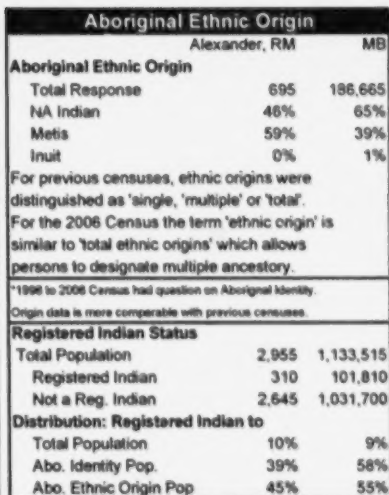 Aboriginal Ethnic Origin
Alexander, RM MB
Aboriginal Ethnic Origin
Total Response 695 186,665
NA Indian 46% 65%
Metis 59% 39%
Inuit 0% 1%
For previous censuses, ethnic origins were
distinguished as 'single, 'multiple' or 'total'.
For the 2006 Census the term 'ethnic origin' is
similar to 'total ethnic origins' which allows
persons to designate multiple ancestory.
*1996 to 2006 Census had question on Aboriginal Identity.
Origin data is more comperable with previous censuses.
Registered Indian Status
Total Population 2,955 1,133,515
Registered Indian 310 101,810
Not a Reg. Indian 2,645 1,031,700
Distribution: Registered Indian to
Total Population 10% 9%
Abo. Identity Pop. 39% 58%
Abo. Ethnic Origin Pop 45% 55%